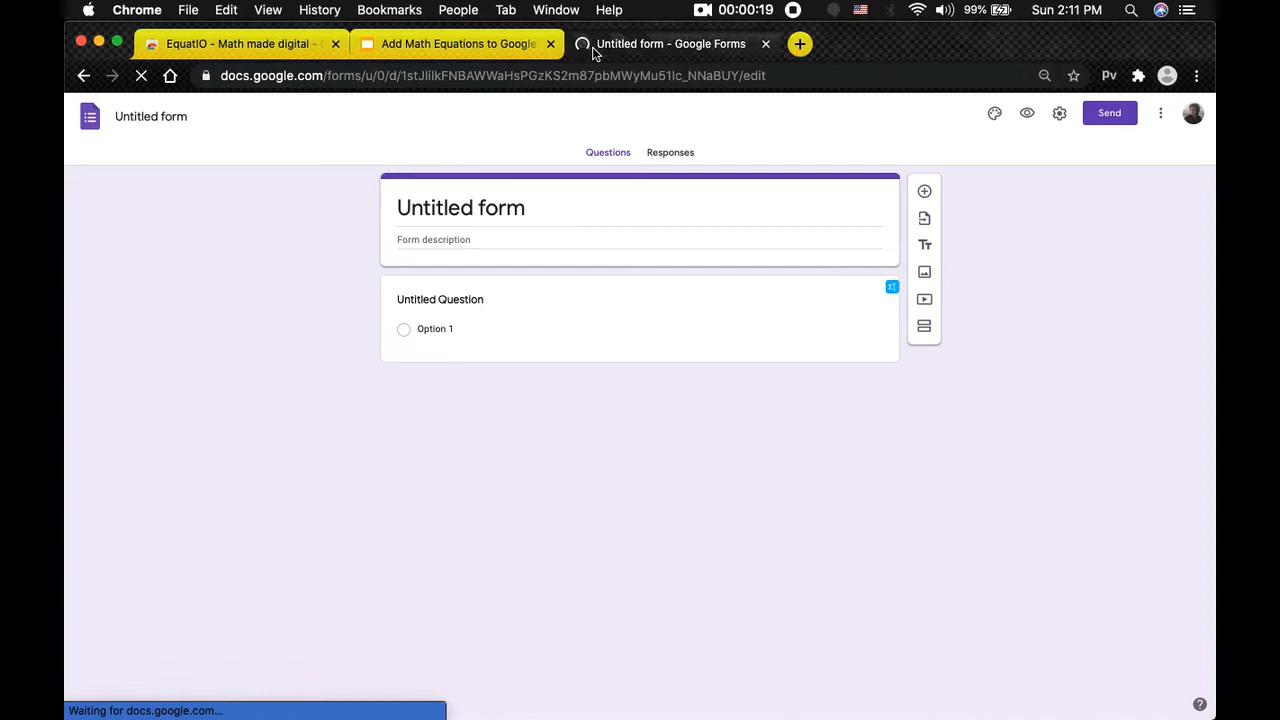 Chrome File Edit View History Bookmarks People Tab Window Help 00:00:19 99% Sun 2:11 PM
EquatIO - Math made digital - Add Math Equations to Google Untitled form - Google Forms
docs.google.com/forms/u/0/d/1stJlilkFNBAWWaHsPGzKS2m87pbMWyMu51lc_NNaBUY/edit Pv
Untitled form Send
Questions Responses
Untitled form
Form description
Untitled Question
Option 1
Waiting for docs.google.com...